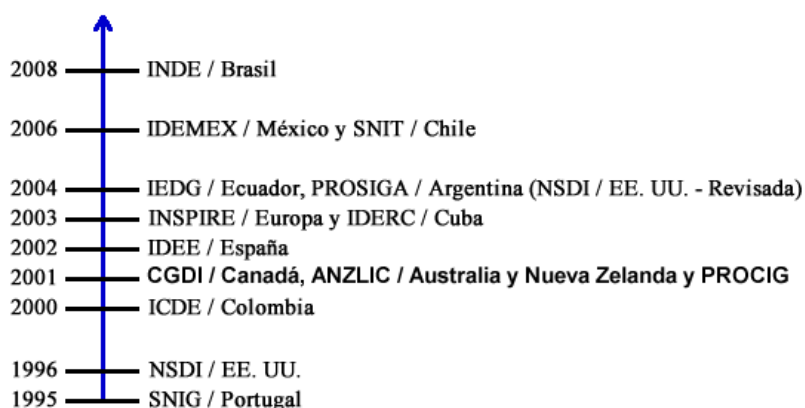 2008 INDE / Brasil
2006 IDEMEX / México y SNIT / Chile
2004 IEDG / Ecuador, PROSIGA / Argentina (NSDI / EE. UU. - Revisada)
2003 INSPIRE / Europa y IDERC / Cuba
2002 IDEE / España
2001 CGDI / Canadá, ANZLIC / Australia y Nueva Zelanda y PROCIG
2000 ICDE / Colombia
1996 NSDI / EE. UU.
1995 SNIG / Portugal